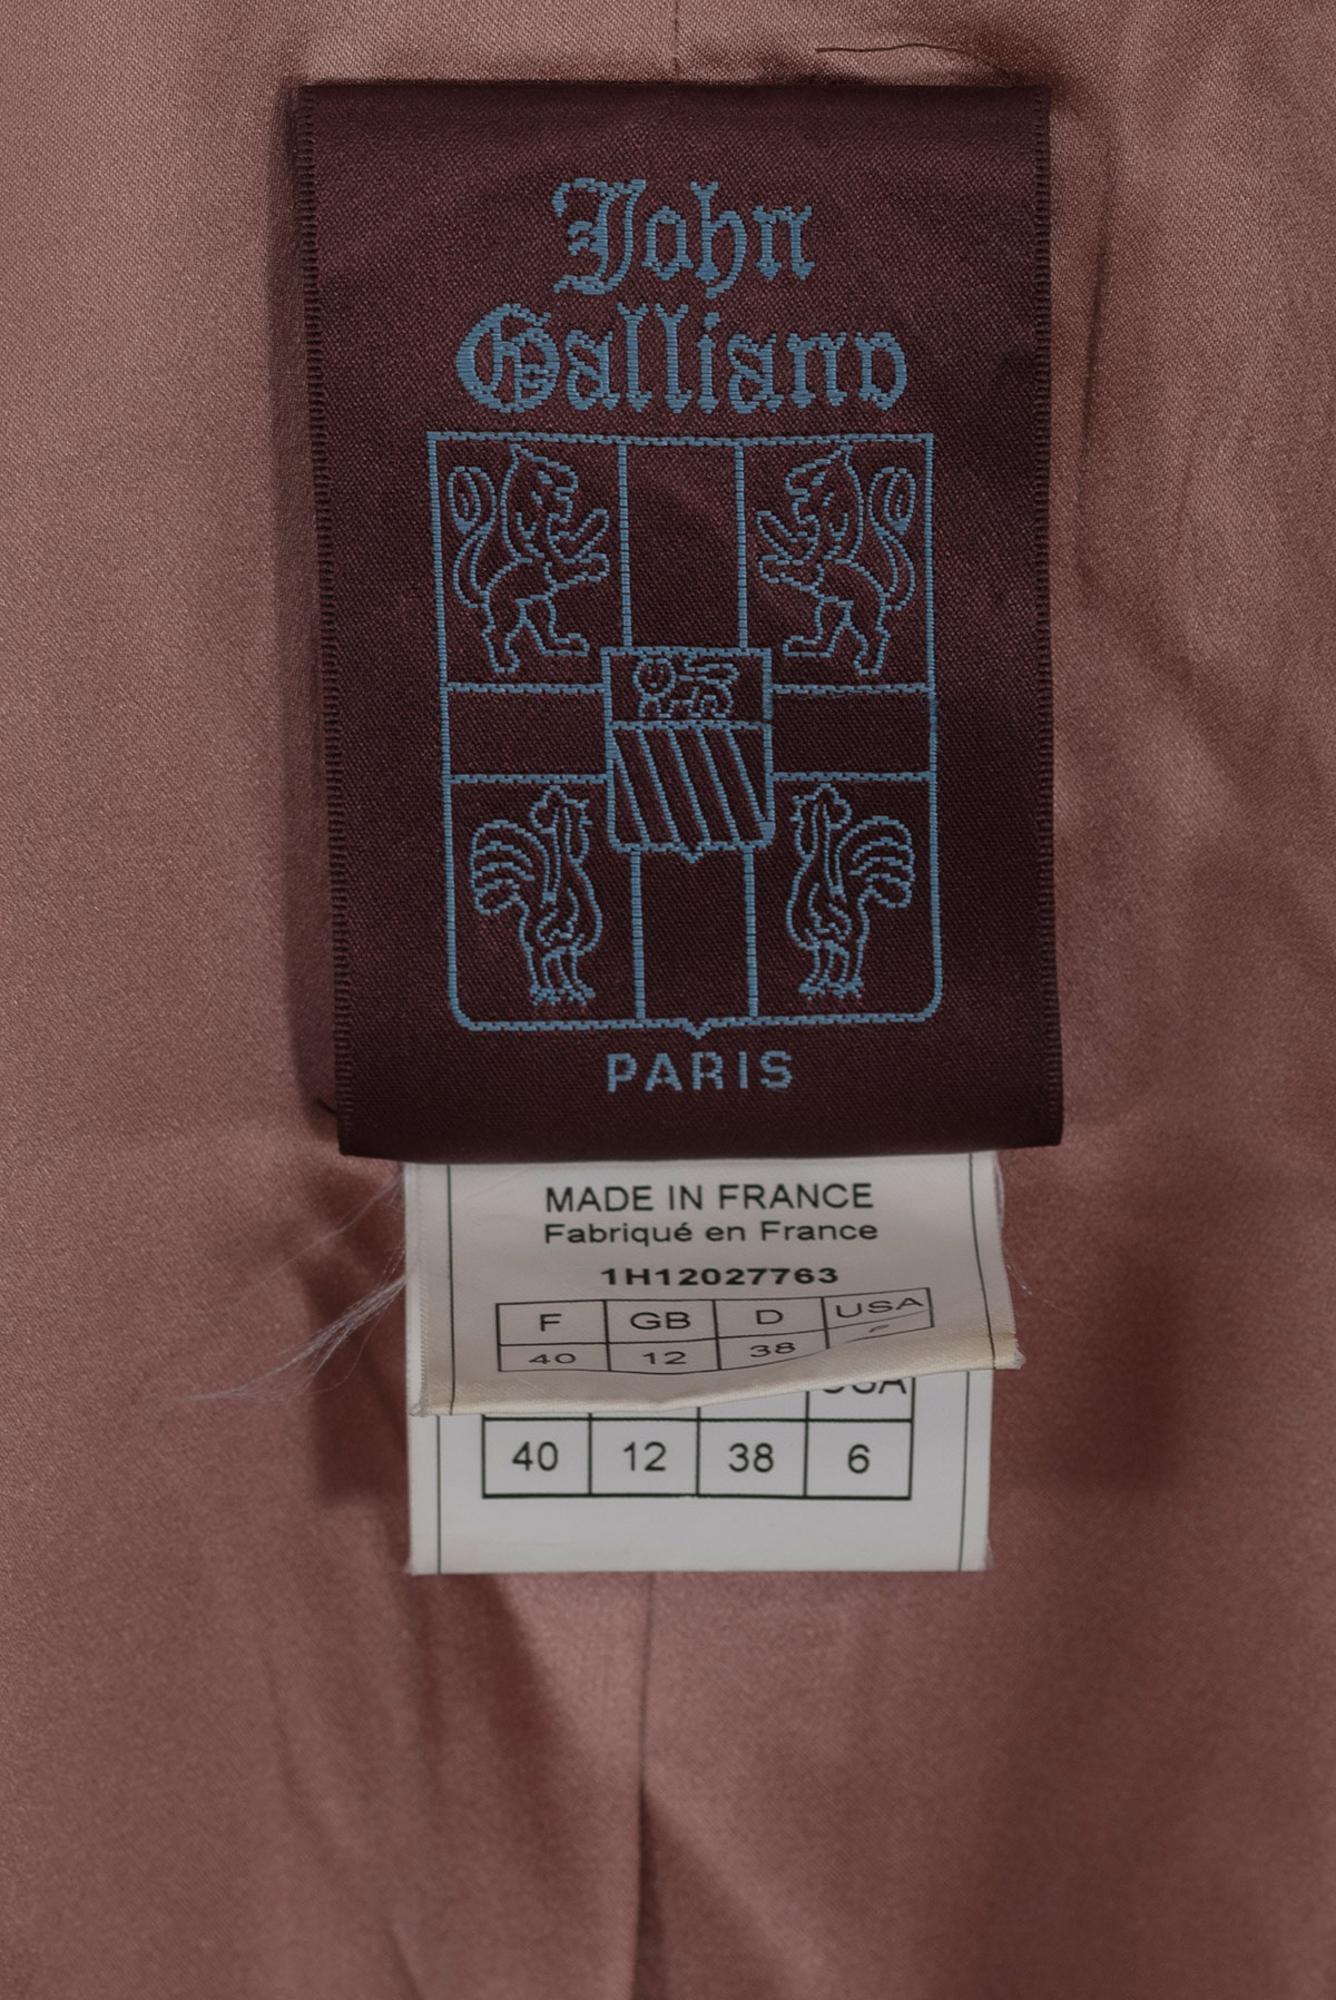 John
Galliano
PARIS
MADE IN FRANCE
Fabriqué en France
1H12027763
F GB D USA
40 12 38
USA
40 12 38 6